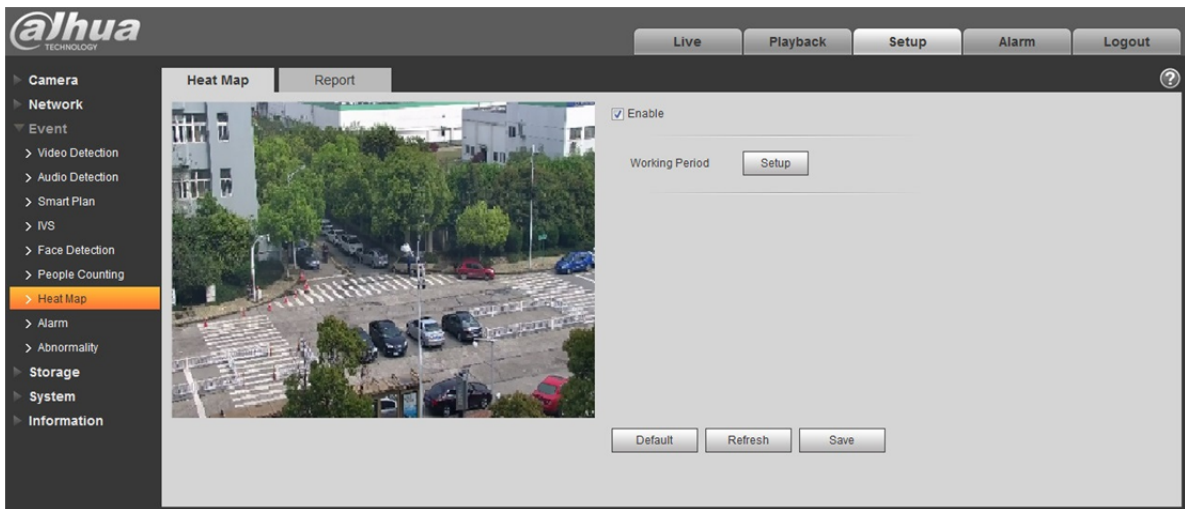 alhua
TECHNOLOGY
Live Playback Setup Alarm Logout
Camera
Network
Event
> Video Detection
> Audio Detection
> Smart Plan
> IVS
> Face Detection
> People Counting
> Heat Map
> Alarm
> Abnormality
Storage
System
Information
Heat Map Report
?
Enable
Working Period Setup
Default Refresh Save